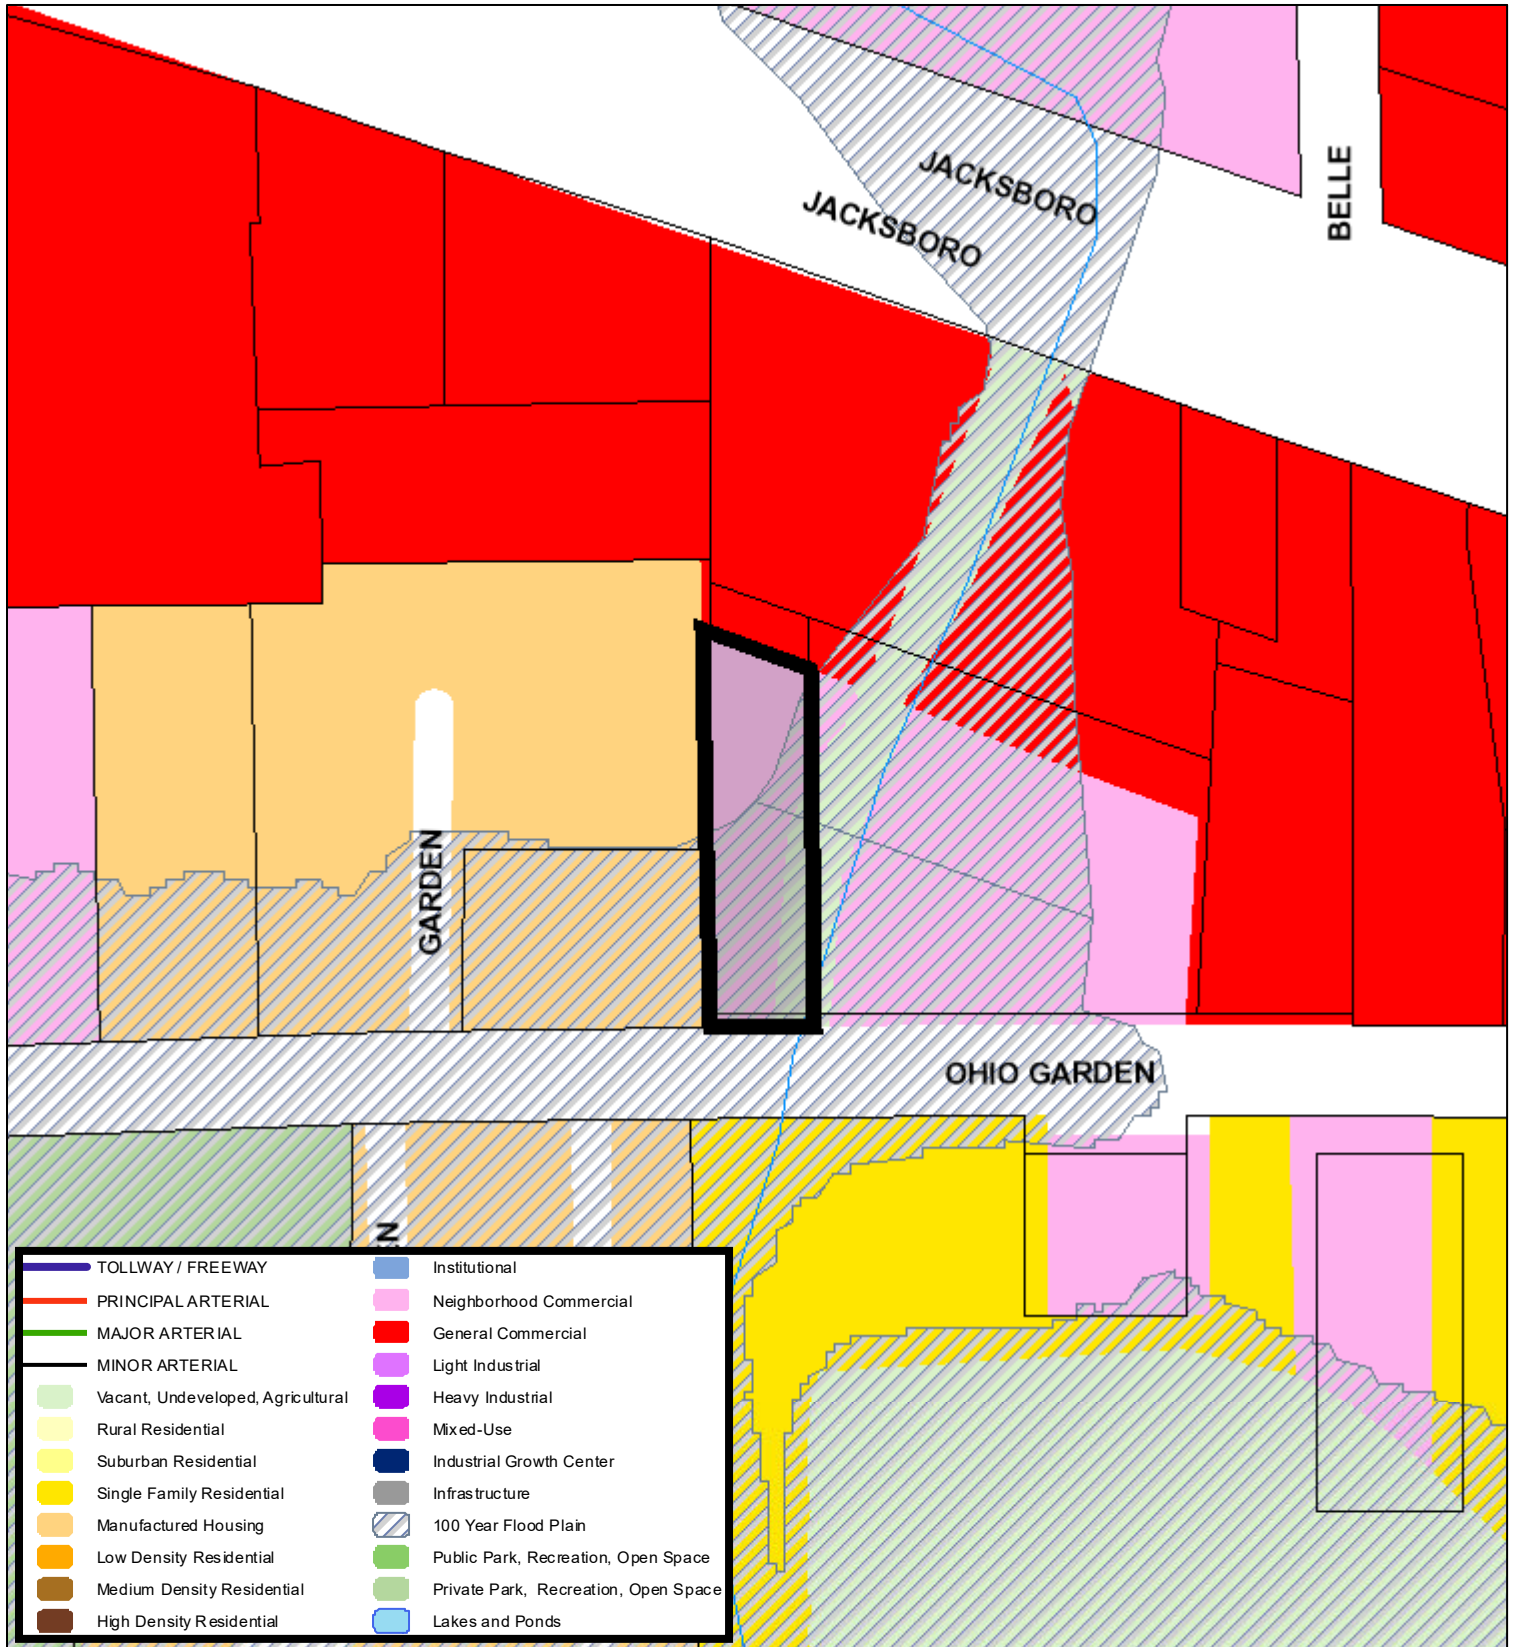 JACKSBORO
JACKSBORO
BELLE
GARDEN
OHIO GARDEN
EN
TOLLWAY / FREEWAY
PRINCIPAL ARTERIAL
MAJOR ARTERIAL
MINOR ARTERIAL
Vacant, Undeveloped, Agricultural
Rural Residential
Suburban Residential
Single Family Residential
Manufactured Housing
Low Density Residential
Medium Density Residential
High Density Residential
Institutional
Neighborhood Commercial
General Commercial
Light Industrial
Heavy Industrial
Mixed-Use
Industrial Growth Center
Infrastructure
100 Year Flood Plain
Public Park, Recreation, Open Space
Private Park, Recreation, Open Space
Lakes and Ponds